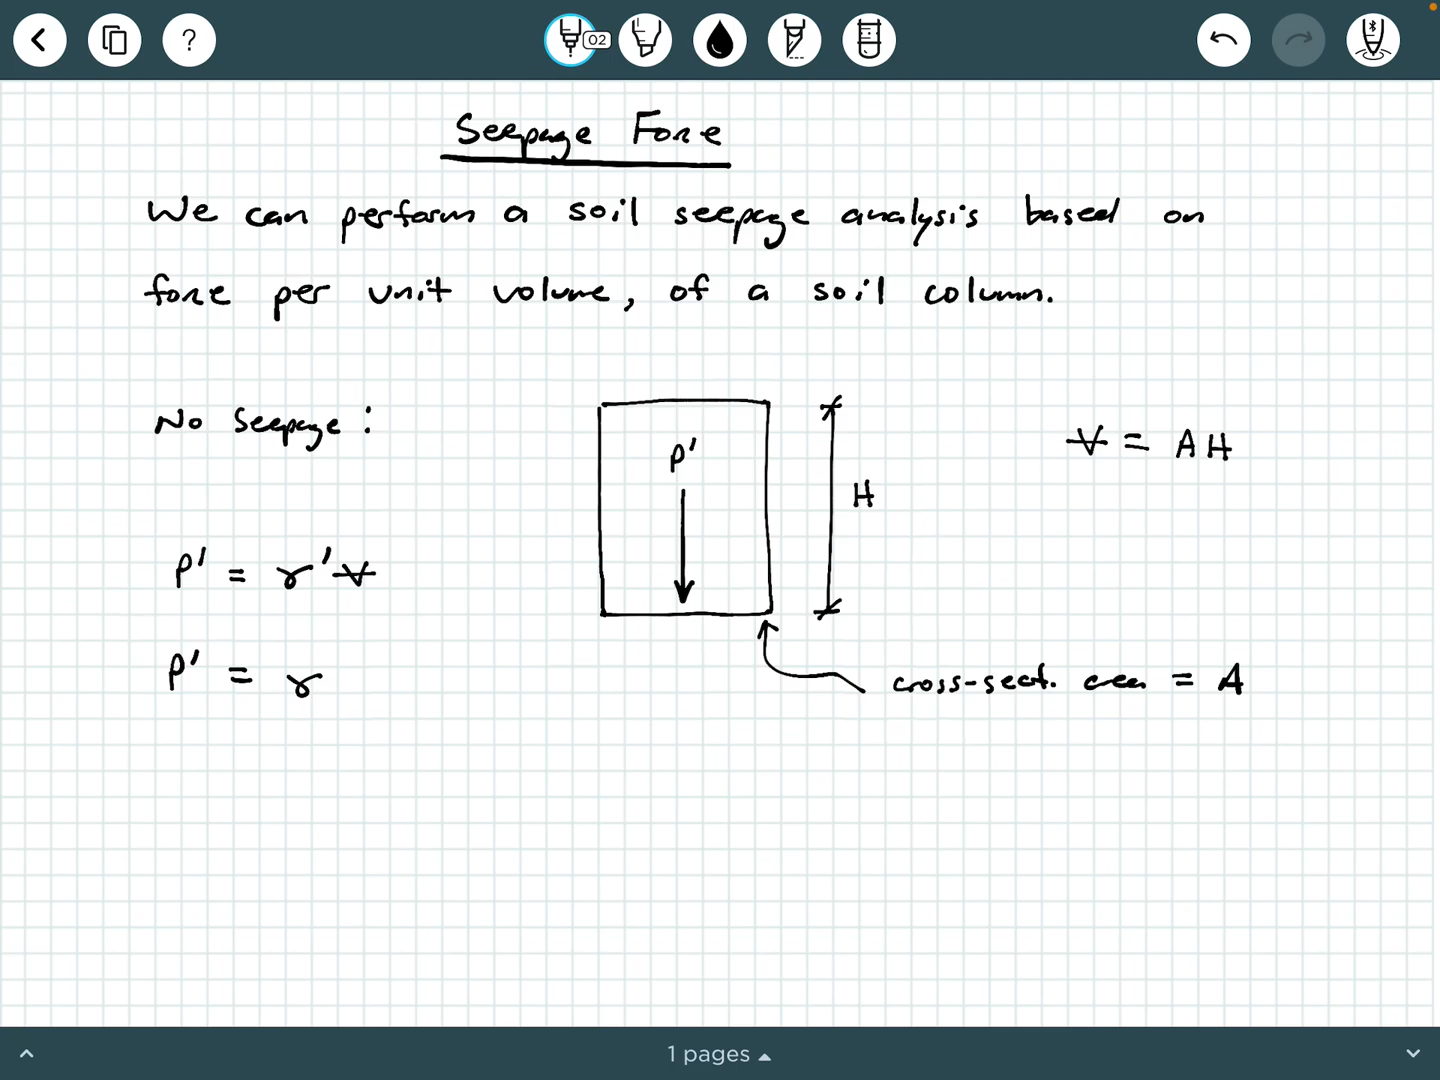 ?
02
Seepage Force
We can perform a soil seepage analysis based on
force per unit volume, of a soil column.
No Seepage:
P'
H
V̶ = AH
P' = γ'V̶
P' = γ
cross-sect. area = A
1 pages